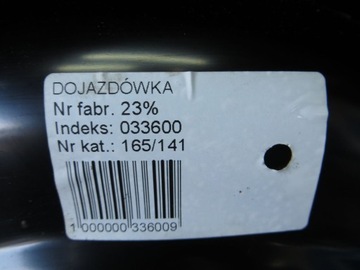 DOJAZDÓWKA
Nr fabr. 23%
Indeks: 033600
Nr kat.: 165/141
1 000000 336009